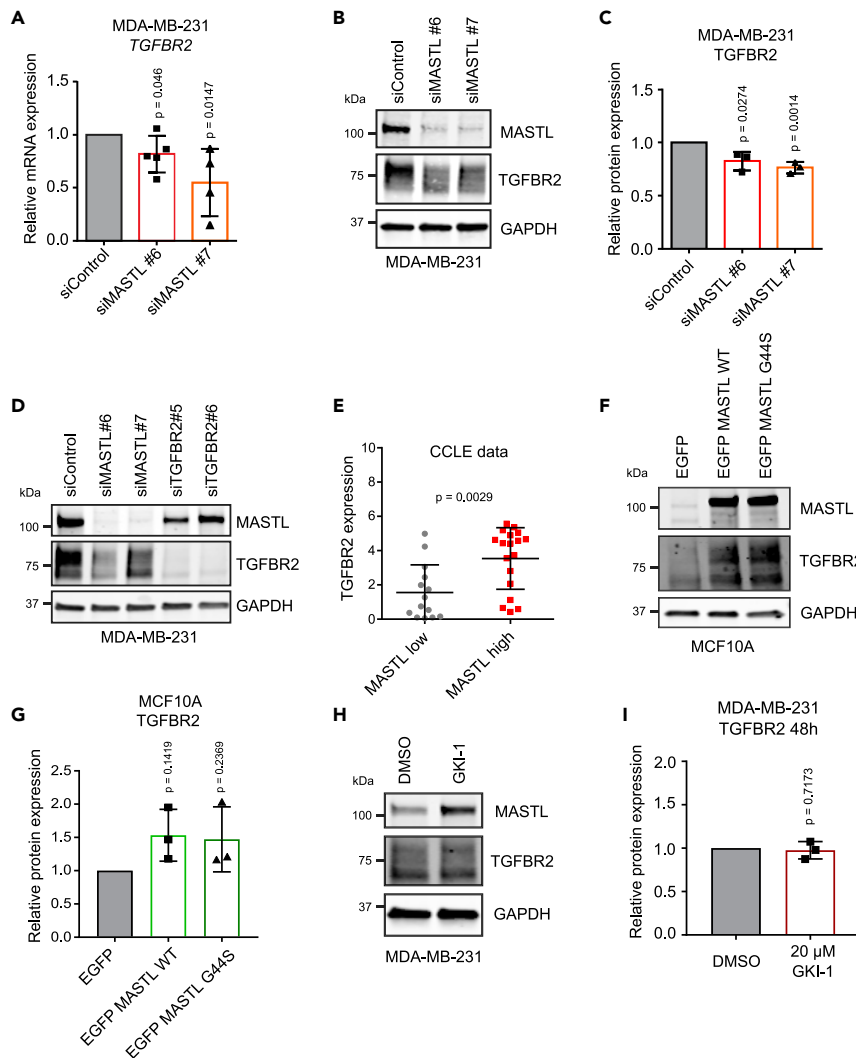 A
MDA-MB-231
TGFBR2
Relative mRNA expression
1.5
1.0
0.5
0.0
p = 0.046
p = 0.0147
siControl
siMASTL #6
siMASTL #7
B
siControl
siMASTL #6
siMASTL #7
kDa
100
75
37
MASTL
TGFBR2
GAPDH
MDA-MB-231
C
MDA-MB-231
TGFBR2
Relative protein expression
1.5
1.0
0.5
0.0
p = 0.0274
p = 0.0014
siControl
siMASTL #6
siMASTL #7
D
siControl
siMASTL#6
siMASTL#7
siTGFBR2#5
siTGFBR2#6
kDa
100
75
37
MASTL
TGFBR2
GAPDH
MDA-MB-231
E
CCLE data
p = 0.0029
TGFBR2 expression
10
8
6
4
2
0
MASTL low
MASTL high
F
EGFP
EGFP MASTL WT
EGFP MASTL G44S
kDa
100
75
37
MASTL
TGFBR2
GAPDH
MCF10A
G
MCF10A
TGFBR2
Relative protein expression
2.5
2.0
1.5
1.0
0.5
0.0
p = 0.1419
p = 0.2369
EGFP
EGFP MASTL WT
EGFP MASTL G44S
H
DMSO
GKI-1
kDa
100
75
37
MASTL
TGFBR2
GAPDH
MDA-MB-231
I
MDA-MB-231
TGFBR2 48h
Relative protein expression
2.0
1.5
1.0
0.5
0.0
p = 0.7173
DMSO
20 µM
GKI-1